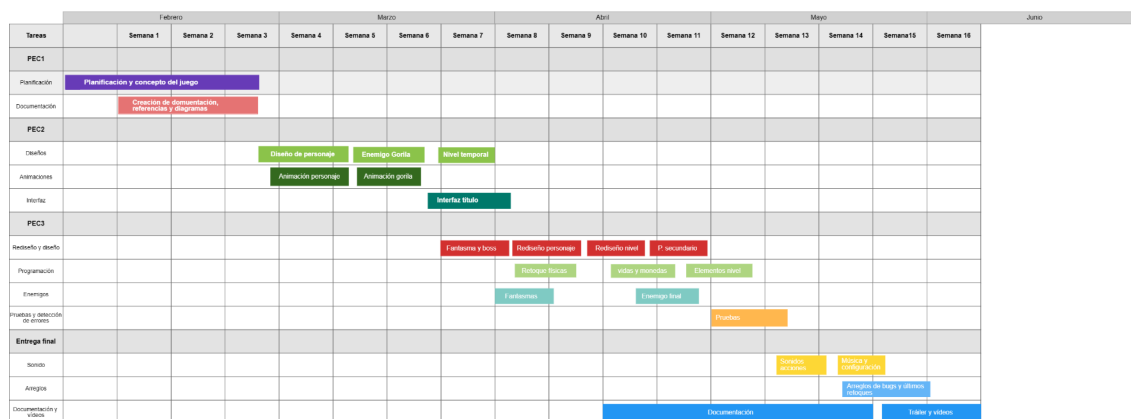 Febrero Marzo Abril Mayo Junio
Tareas Semana 1 Semana 2 Semana 3 Semana 4 Semana 5 Semana 6 Semana 7 Semana 8 Semana 9 Semana 10 Semana 11 Semana 12 Semana 13 Semana 14 Semana15 Semana 16
PEC1
Planificación Planificación y concepto del juego
Documentación Creación de domuentación,
referencias y diagramas
PEC2
Diseños Diseño de personaje Enemigo Gorila Nivel temporal
Animaciones Animación personaje Animación gorila
Interfaz Interfaz título
PEC3
Rediseño y diseño Fantasma y boss Rediseño personaje Rediseño nivel P. secundario
Programación Retoque físicas vidas y monedas Elementos nivel
Enemigos Fantasmas Enemigo final
Pruebas y detección
de errores Pruebas
Entrega final
Sonido Sonidos
acciones Música y
configuración
Arreglos Arreglos de bugs y últimos
retoques
Documentación y
vídeos Documentación Tráiler y vídeos